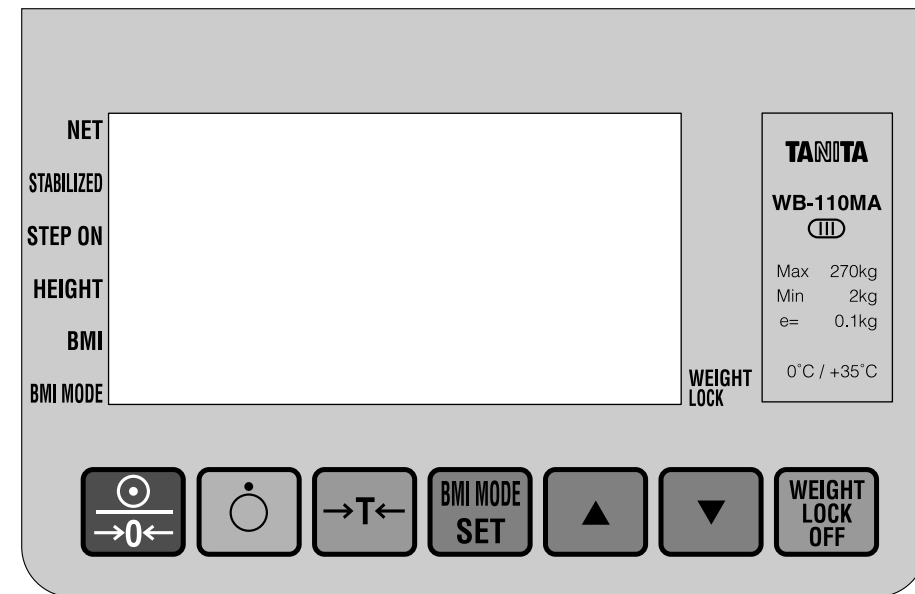 NET
STABILIZED
STEP ON
HEIGHT
BMI
BMI MODE
WEIGHT
LOCK
TANITA
WB-110MA
III
Max 270kg
Min 2kg
e= 0.1kg
0°C / +35°C
→0←
→T←
BMI MODE
SET
▲
▼
WEIGHT
LOCK
OFF